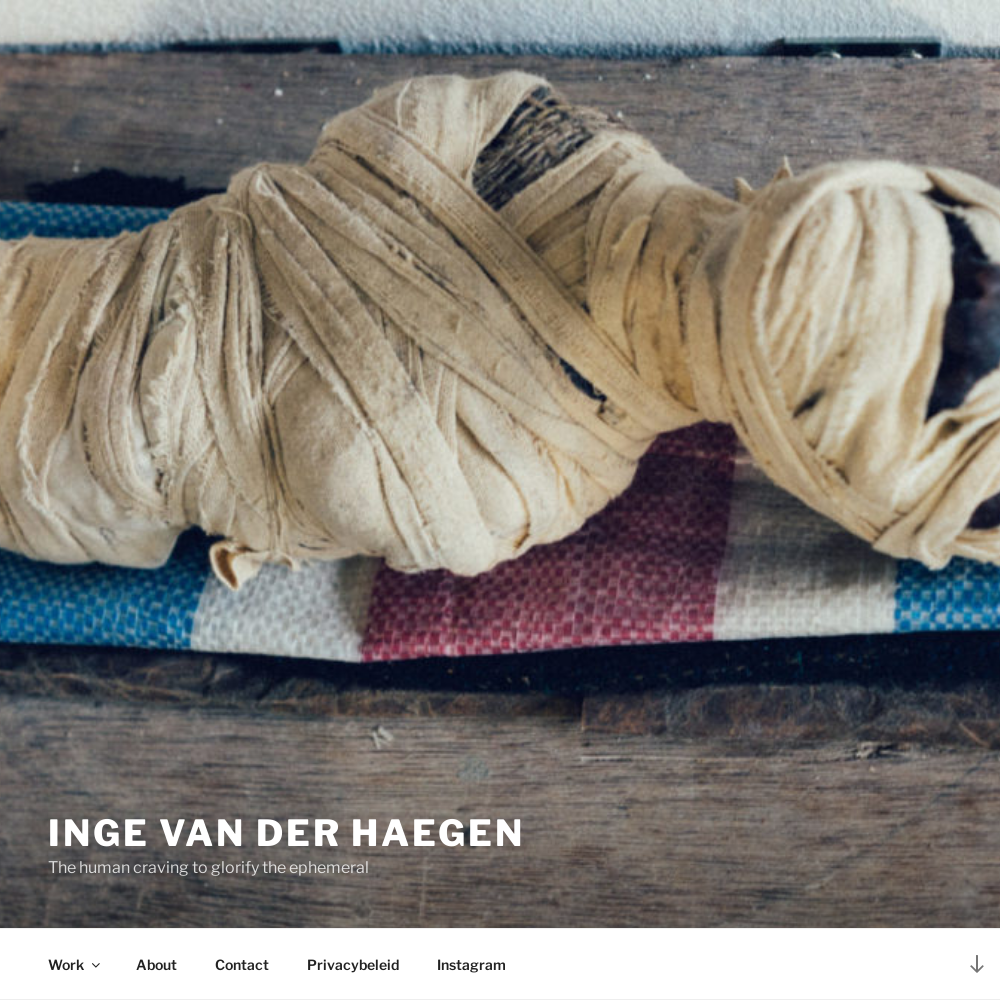 INGE VAN DER HAEGEN
The human craving to glorify the ephemeral
Work About Contact Privacybeleid Instagram